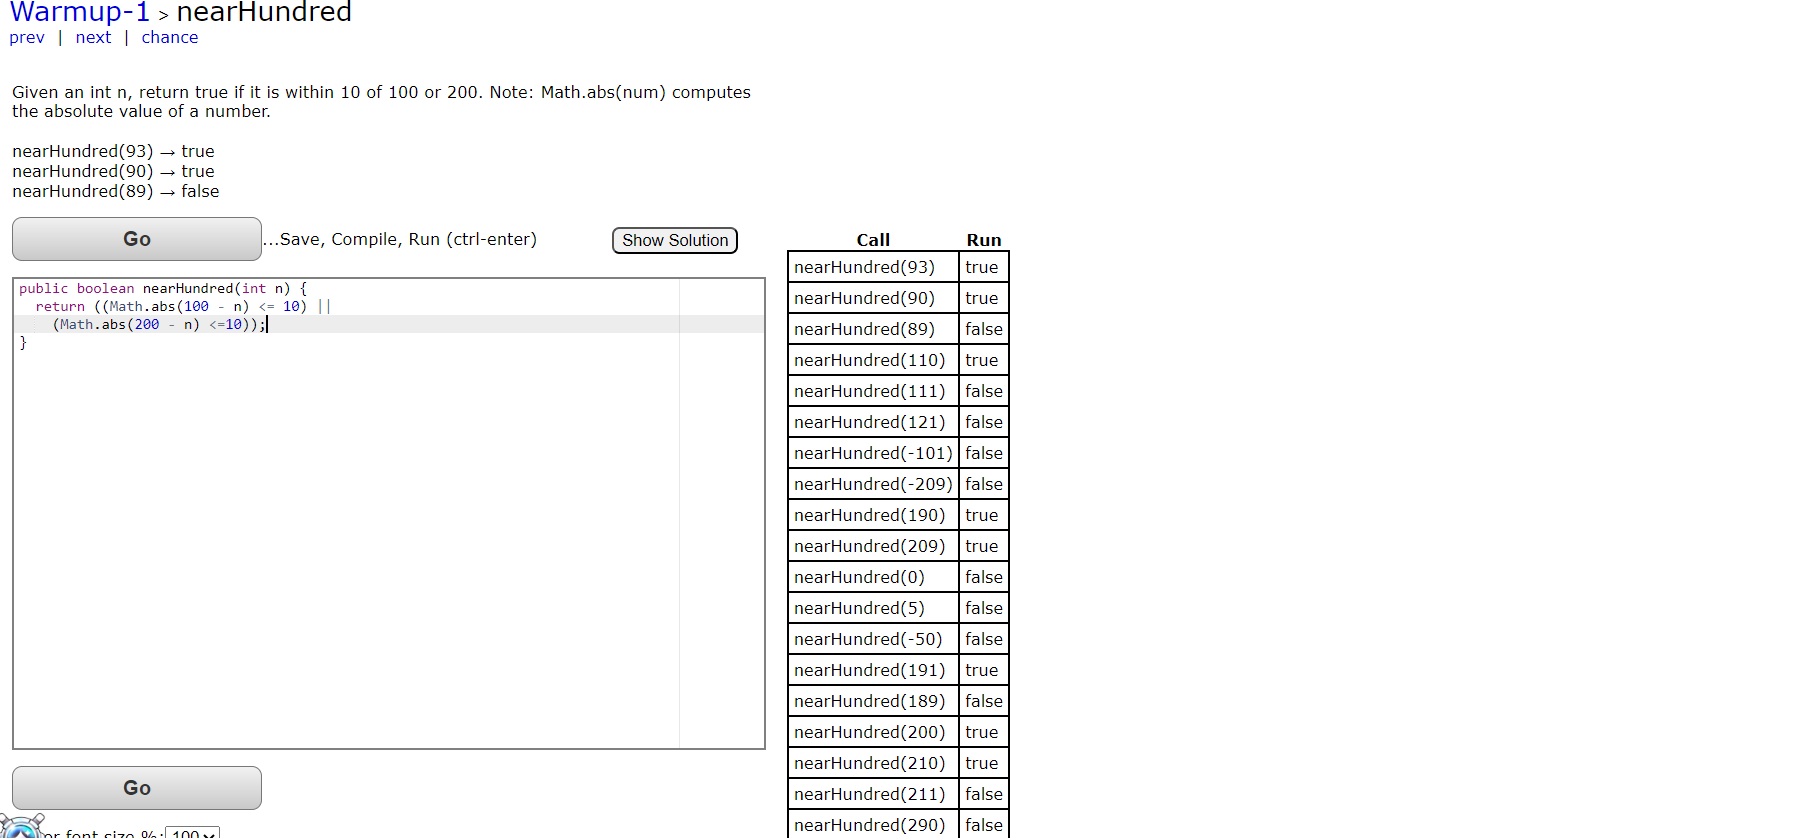 Warmup-1 > nearHundred
prev | next | chance
Given an int n, return true if it is within 10 of 100 or 200. Note: Math.abs(num) computes
the absolute value of a number.
nearHundred(93) → true
nearHundred(90) → true
nearHundred(89) → false
Go ...Save, Compile, Run (ctrl-enter) Show Solution
public boolean nearHundred(int n) {
  return ((Math.abs(100 - n) <= 10) ||
    (Math.abs(200 - n) <=10));
}
Go
or font size %: 100
Call Run
nearHundred(93) true
nearHundred(90) true
nearHundred(89) false
nearHundred(110) true
nearHundred(111) false
nearHundred(121) false
nearHundred(-101) false
nearHundred(-209) false
nearHundred(190) true
nearHundred(209) true
nearHundred(0) false
nearHundred(5) false
nearHundred(-50) false
nearHundred(191) true
nearHundred(189) false
nearHundred(200) true
nearHundred(210) true
nearHundred(211) false
nearHundred(290) false